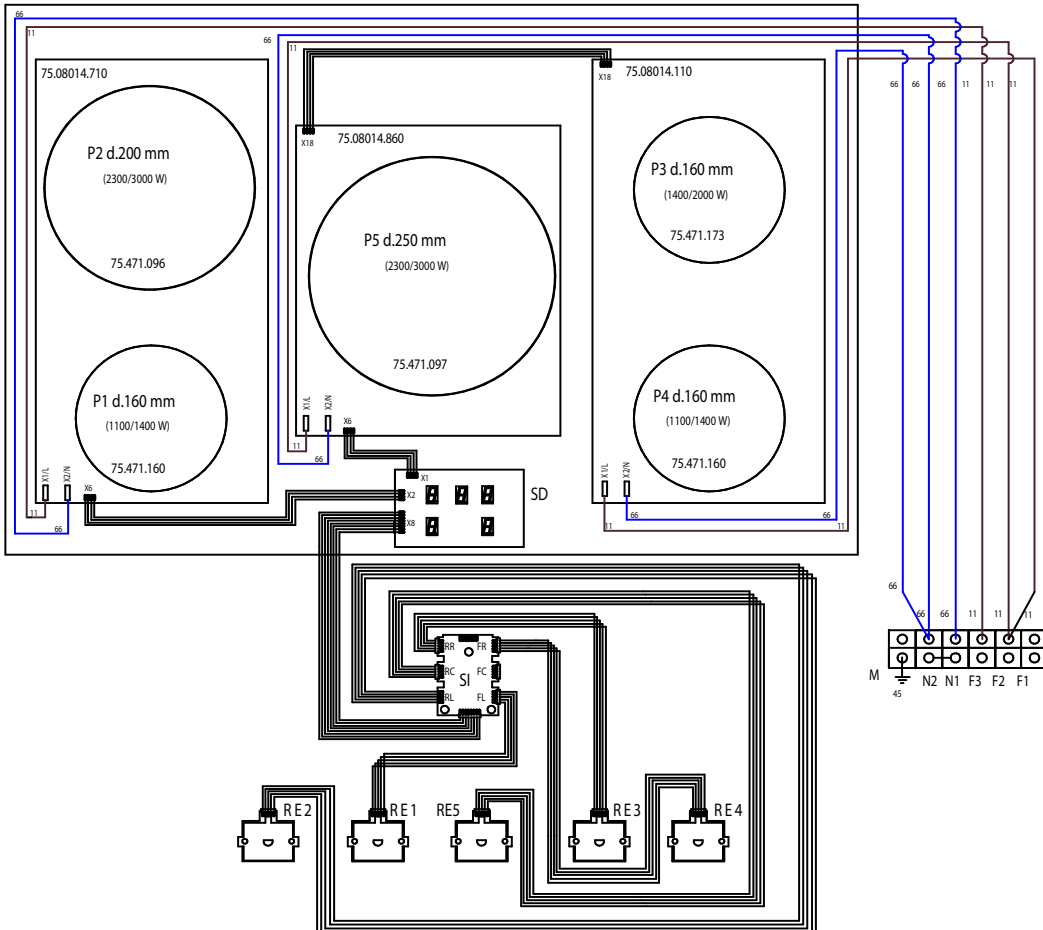 66
66
11
11
75.08014.710
75.08014.860
75.08014.110
X18
X18
66
66
66
11
11
11
P2 d.200 mm
(2300/3000 W)
75.471.096
P5 d.250 mm
(2300/3000 W)
75.471.097
P3 d.160 mm
(1400/2000 W)
75.471.173
P1 d.160 mm
(1100/1400 W)
75.471.160
P4 d.160 mm
(1100/1400 W)
75.471.160
X1/L
X2/N
X6
11
66
X1/L
X2/N
X6
11
66
X1/L
X2/N
11
66
66
11
X1
X2
X8
SD
66
66
66
11
11
11
M
45
N2
N1
F3
F2
F1
RR
FR
RC
FC
RL
FL
SI
RE2
RE1
RE5
RE3
RE4